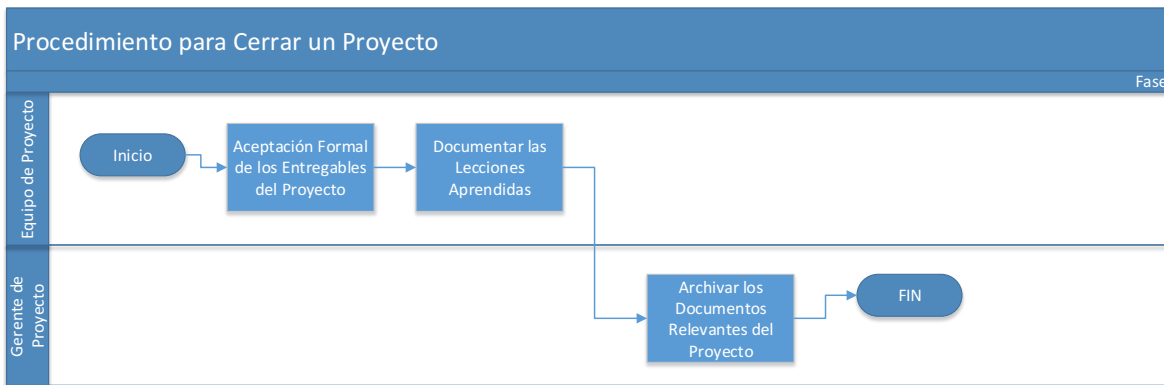 Procedimiento para Cerrar un Proyecto
Fase
Equipo de Proyecto
Inicio
Aceptación Formal
de los Entregables
del Proyecto
Documentar las
Lecciones
Aprendidas
Gerente de
Proyecto
Archivar los
Documentos
Relevantes del
Proyecto
FIN